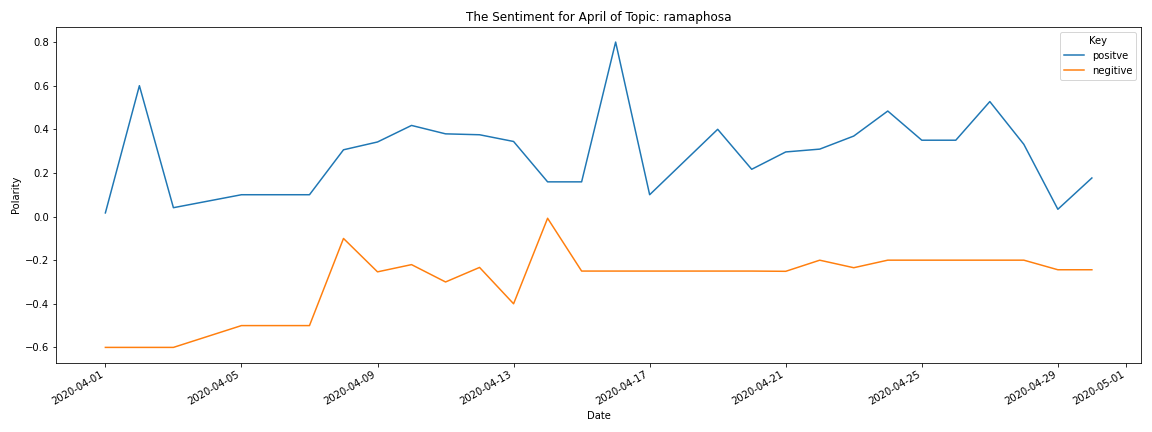 The Sentiment for April of Topic: ramaphosa
Key
positve
negitive
Polarity
0.8
0.6
0.4
0.2
0.0
−0.2
−0.4
−0.6
2020-04-01
2020-04-05
2020-04-09
2020-04-13
2020-04-17
2020-04-21
2020-04-25
2020-04-29
2020-05-01
Date